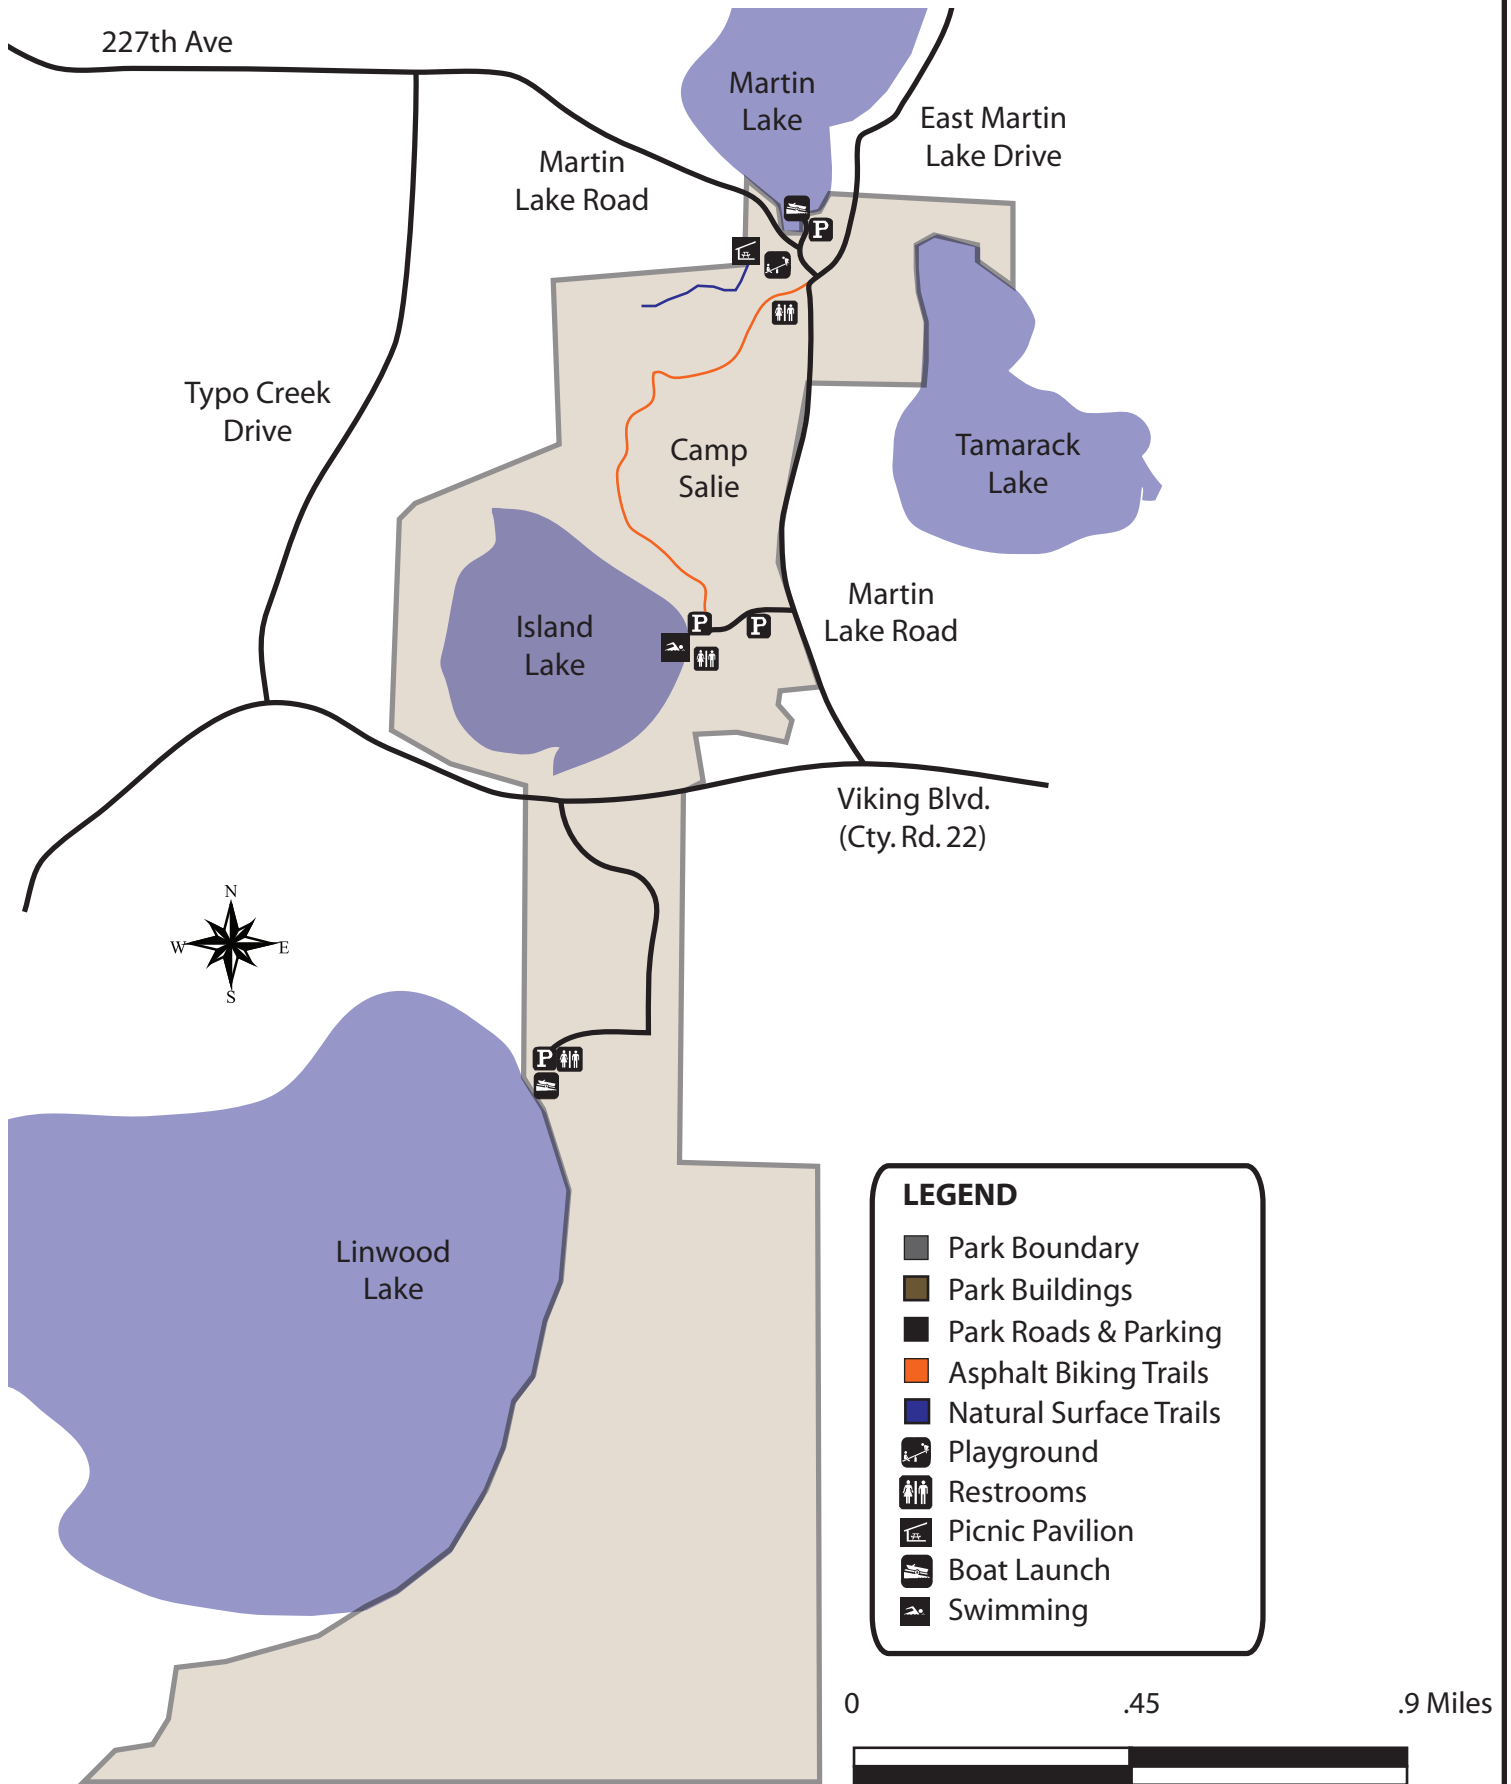 227th Ave
Martin
Lake
East Martin
Lake Drive
Martin
Lake Road
P
Typo Creek
Drive
Camp
Salie
Tamarack
Lake
Island
Lake
P
P
Martin
Lake Road
Viking Blvd.
(Cty. Rd. 22)
N
W E
S
P
Linwood
Lake
LEGEND
Park Boundary
Park Buildings
Park Roads & Parking
Asphalt Biking Trails
Natural Surface Trails
Playground
Restrooms
Picnic Pavilion
Boat Launch
Swimming
0 .45 .9 Miles